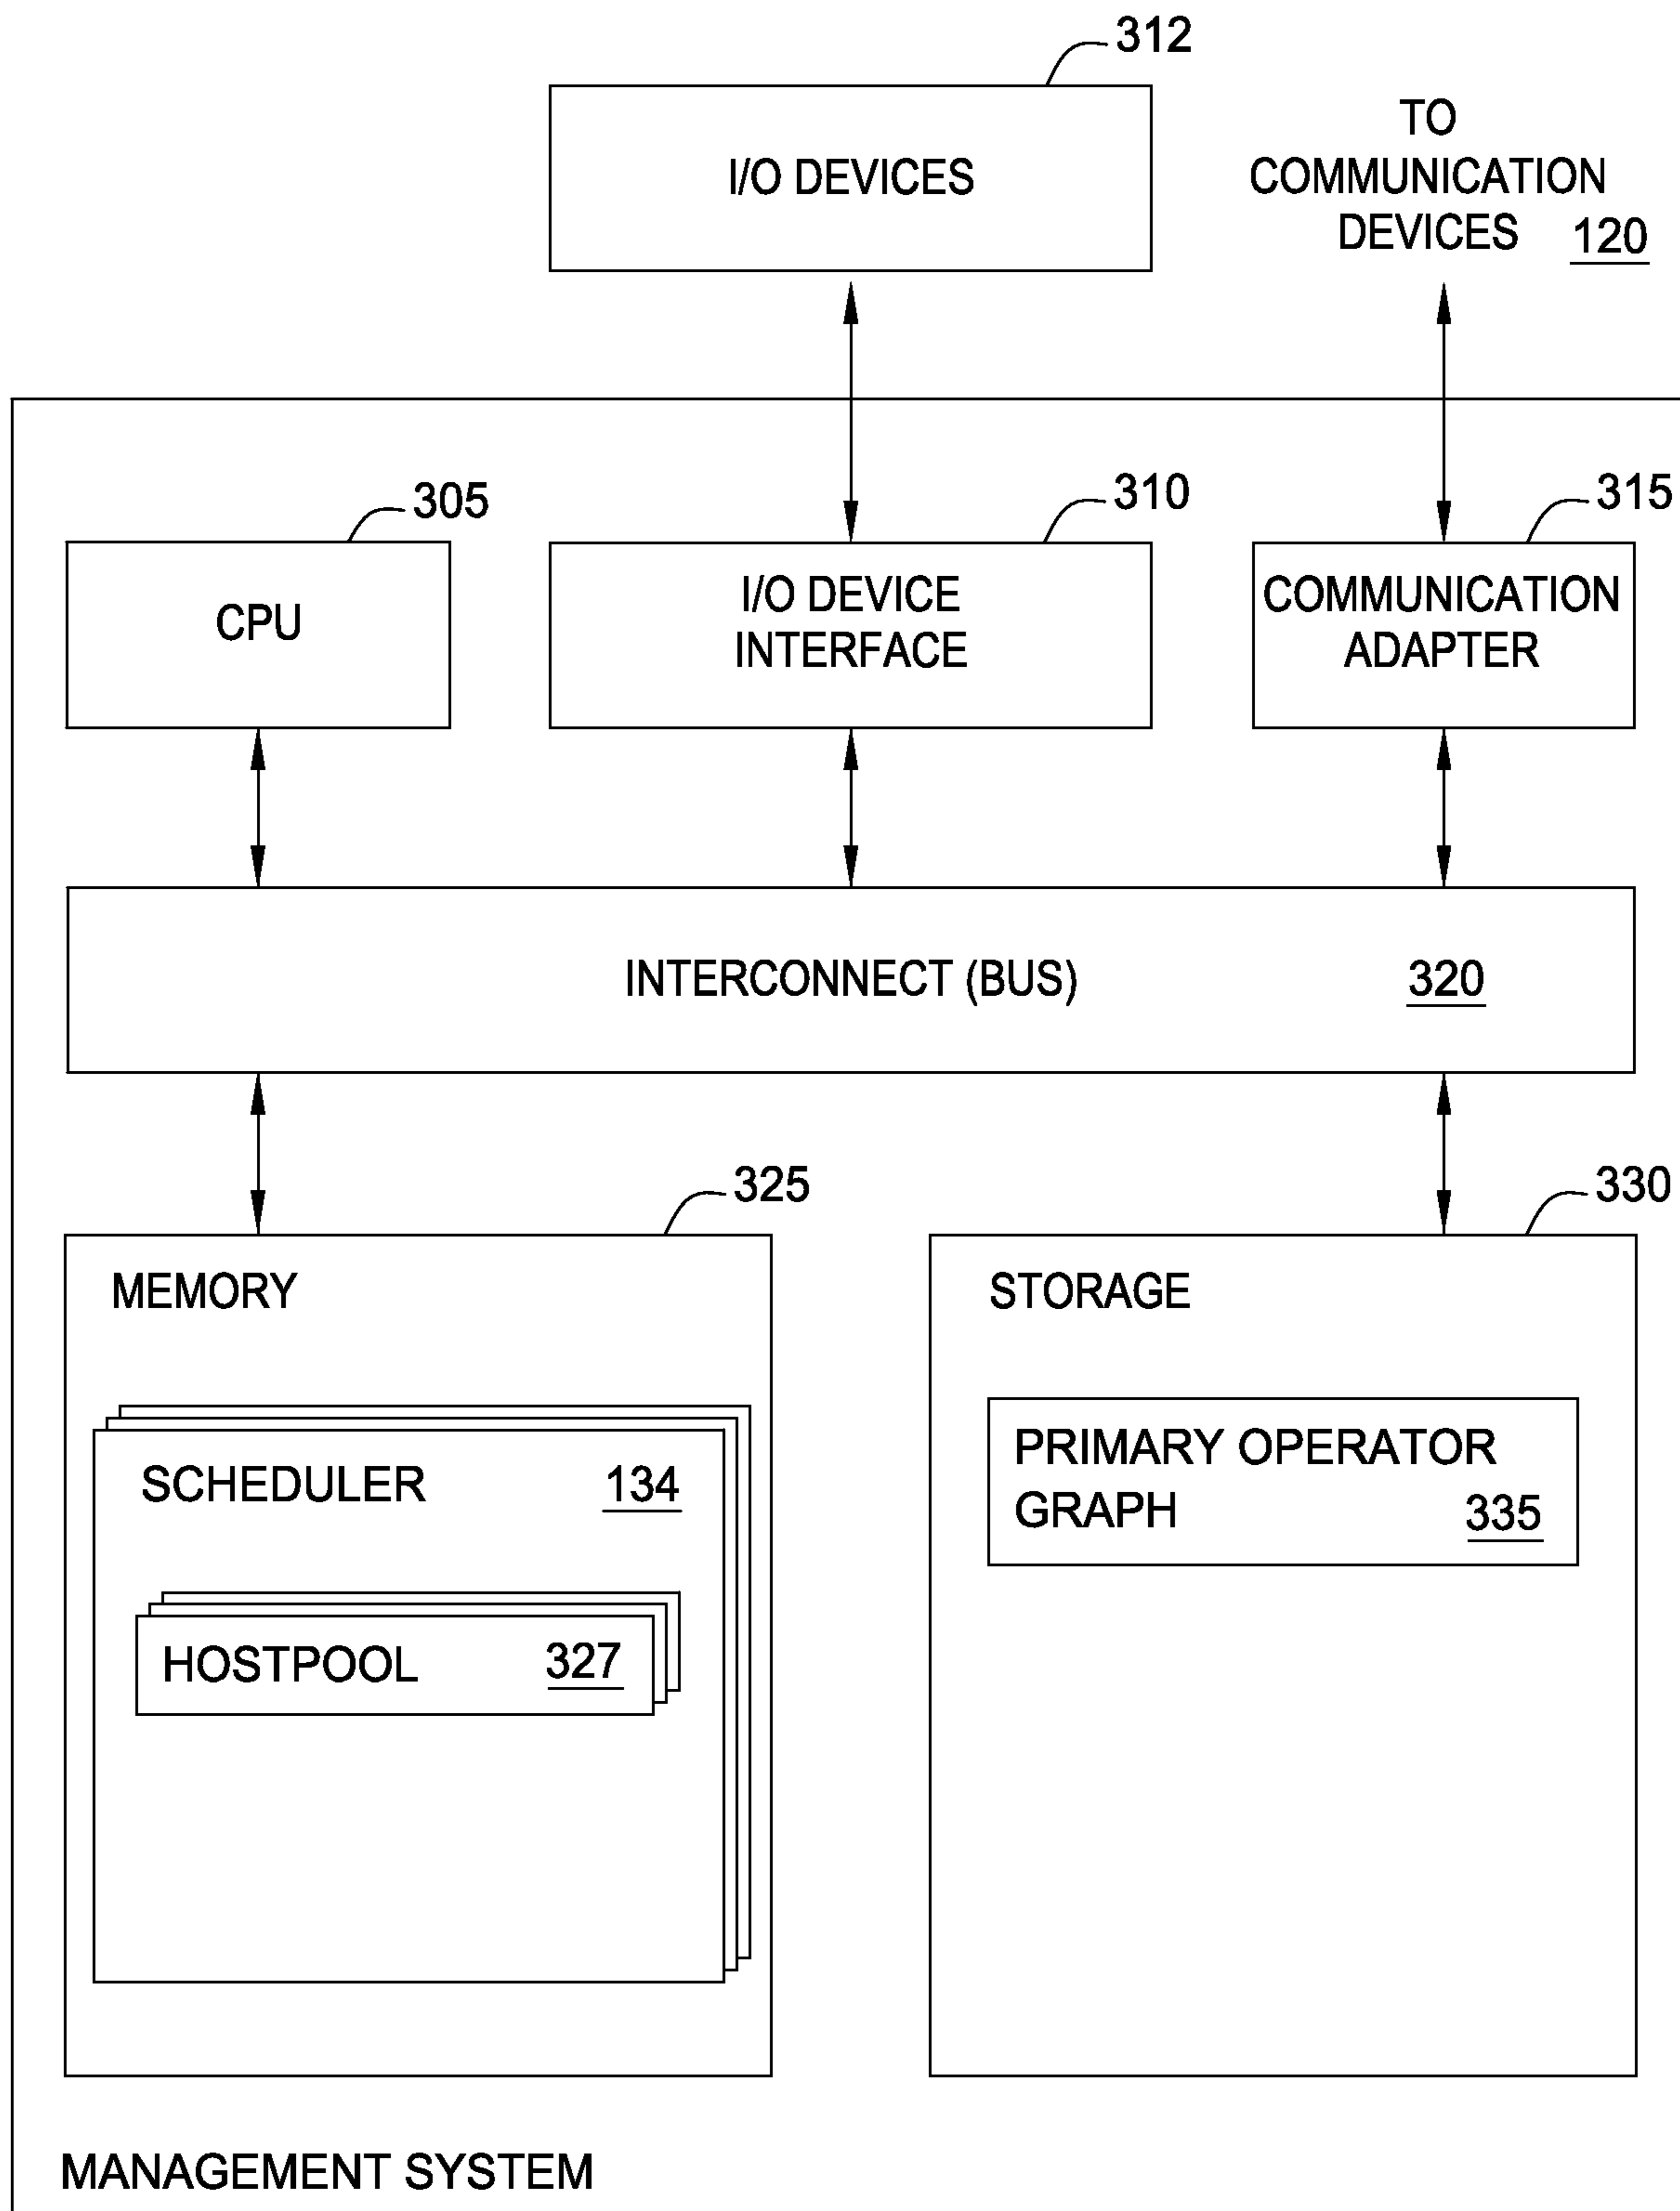 312
I/O DEVICES
TO
COMMUNICATION
DEVICES 120
305
310
315
CPU
I/O DEVICE
INTERFACE
COMMUNICATION
ADAPTER
INTERCONNECT (BUS) 320
325
330
MEMORY
STORAGE
SCHEDULER 134
HOSTPOOL 327
PRIMARY OPERATOR
GRAPH 335
MANAGEMENT SYSTEM